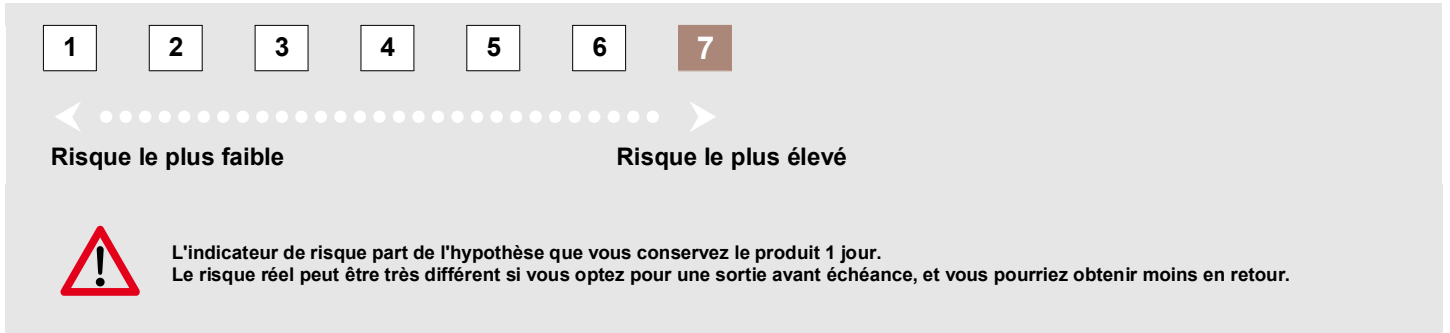 1 2 3 4 5 6 7
Risque le plus faible Risque le plus élevé
L'indicateur de risque part de l'hypothèse que vous conservez le produit 1 jour.
Le risque réel peut être très différent si vous optez pour une sortie avant échéance, et vous pourriez obtenir moins en retour.